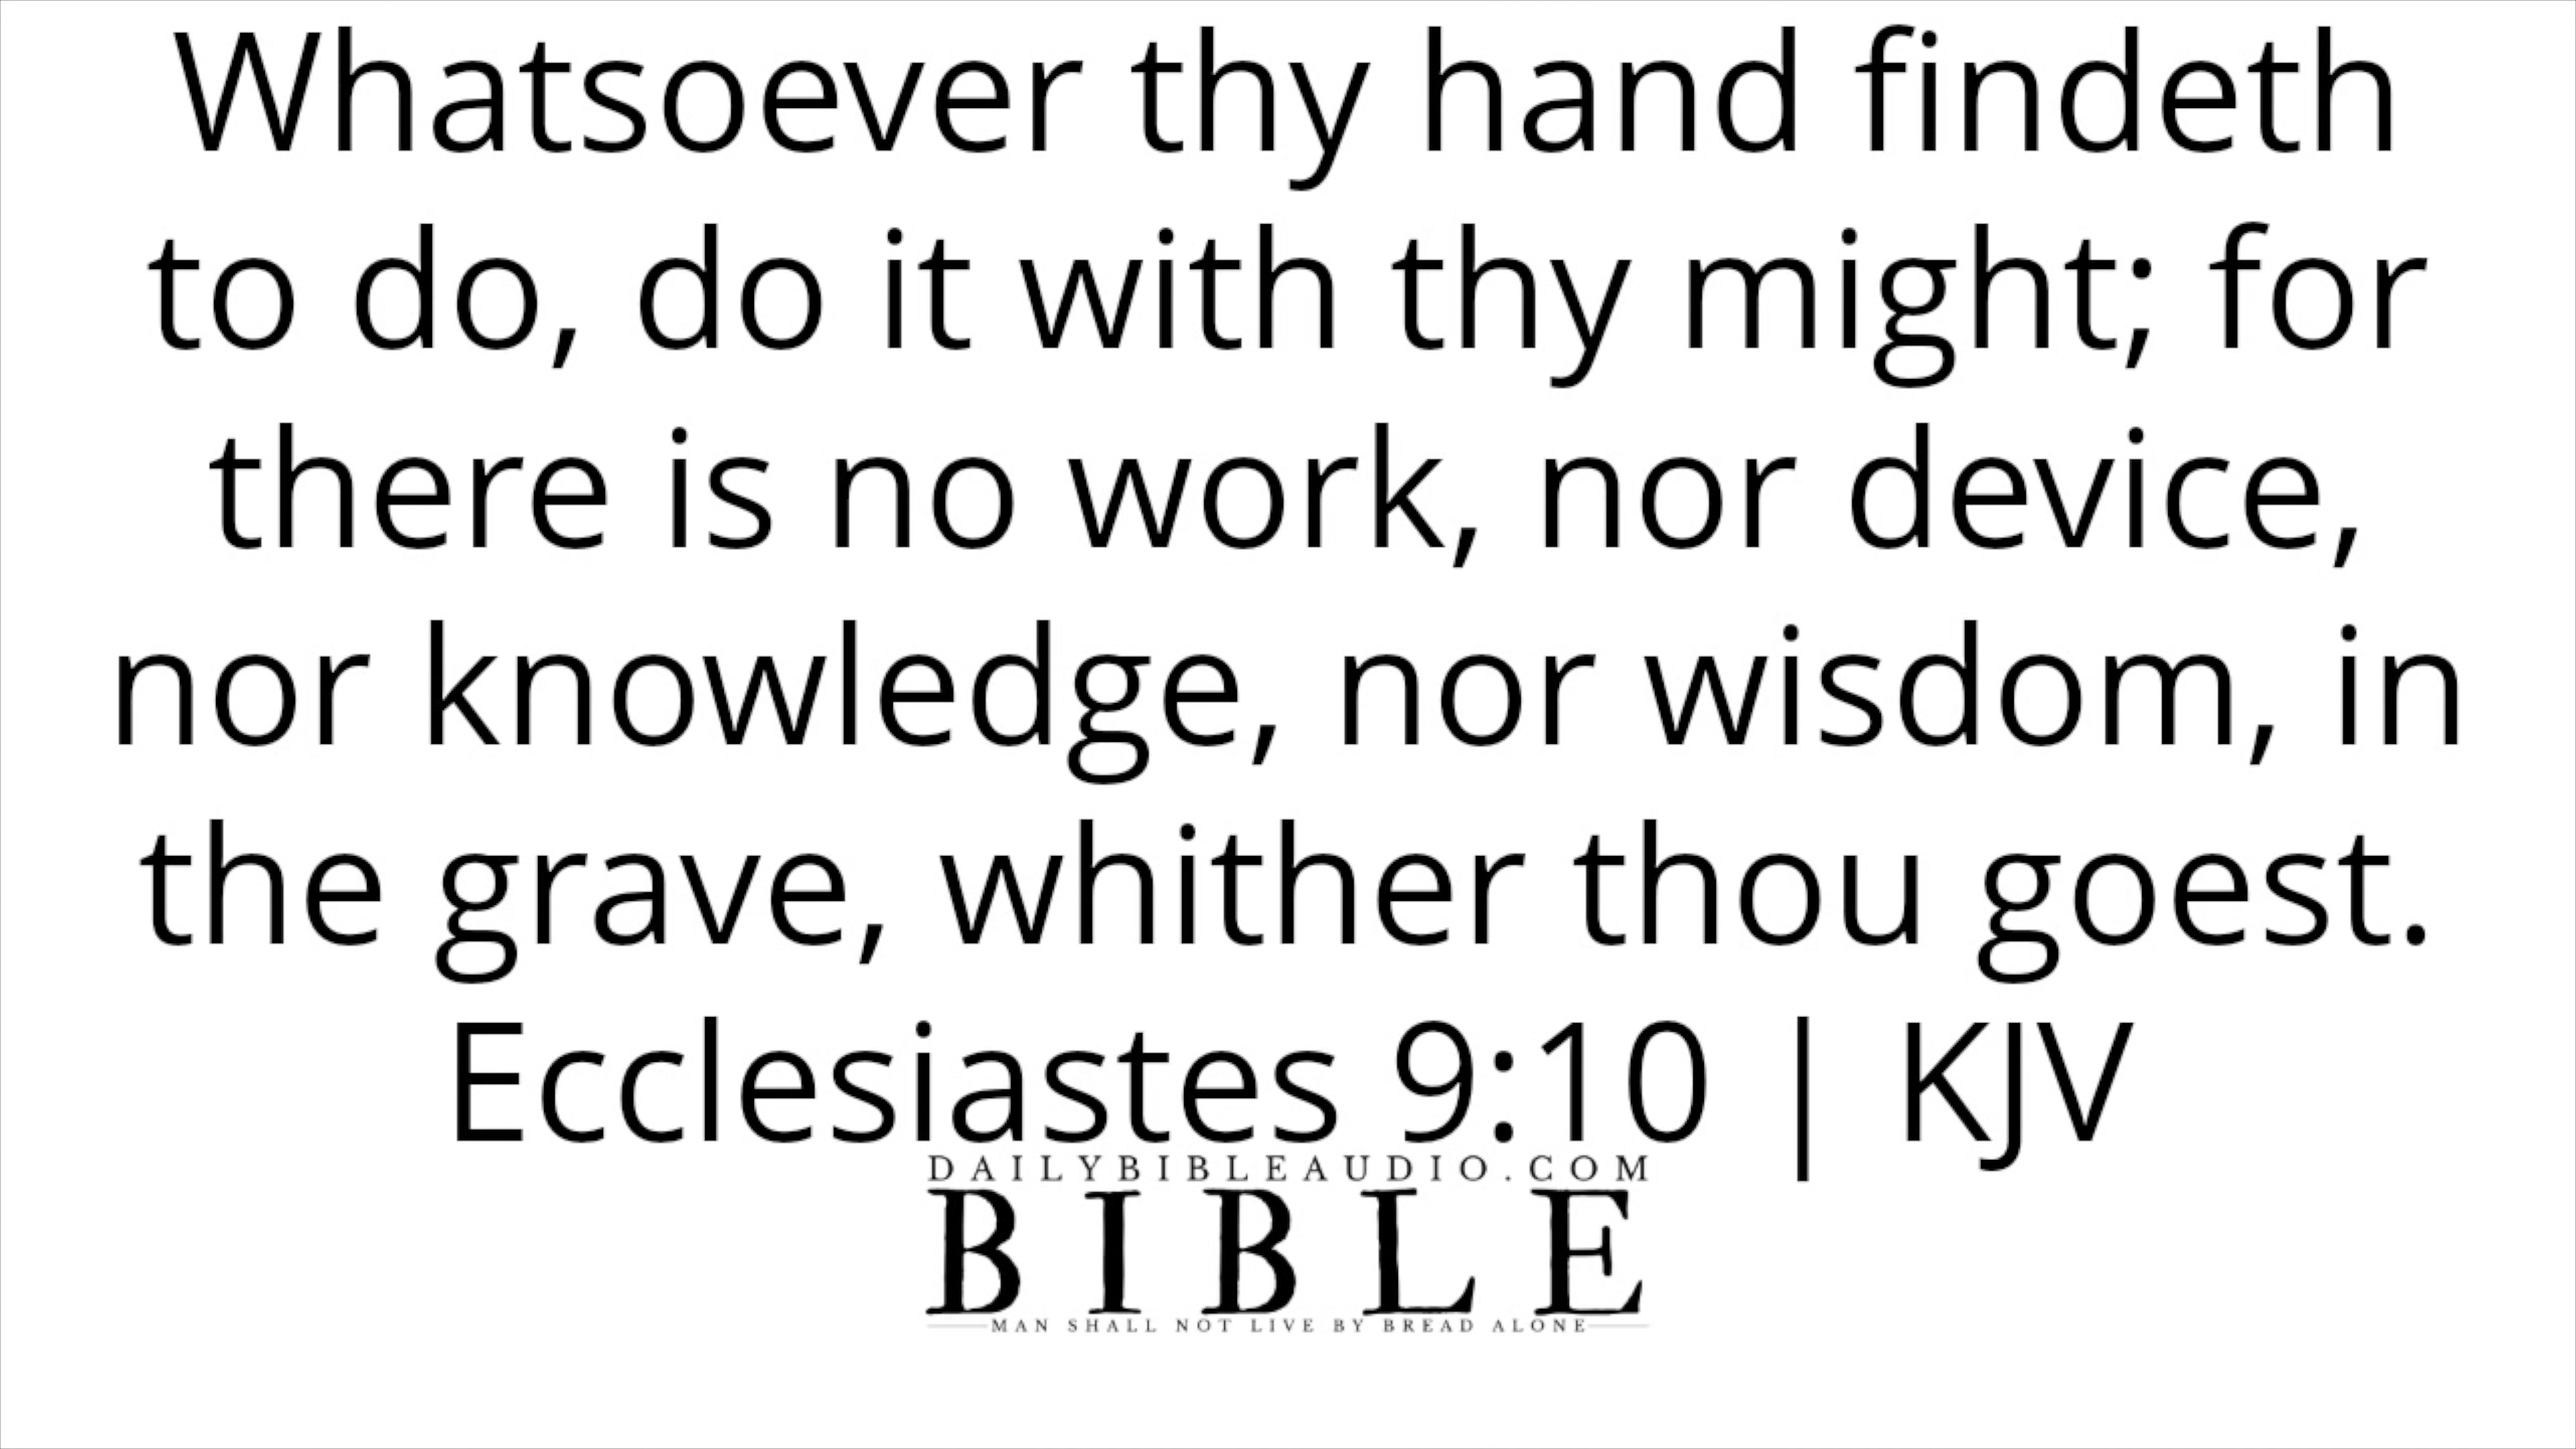 Whatsoever thy hand findeth
to do, do it with thy might; for
there is no work, nor device,
nor knowledge, nor wisdom, in
the grave, whither thou goest.
Ecclesiastes 9:10 | KJV
DAILYBIBLEAUDIO.COM
BIBLE
MAN SHALL NOT LIVE BY BREAD ALONE